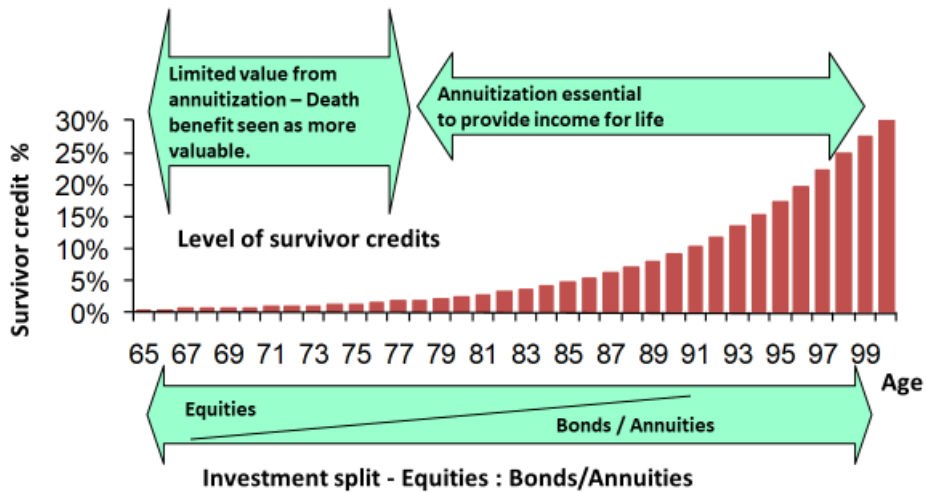 Limited value from
annuitization – Death
benefit seen as more
valuable.
Annuitization essential
to provide income for life
Survivor credit %
30%
25%
20%
15%
10%
5%
0%
Level of survivor credits
65 67 69 71 73 75 77 79 81 83 85 87 89 91 93 95 97 99
Age
Equities
Bonds / Annuities
Investment split - Equities : Bonds/Annuities